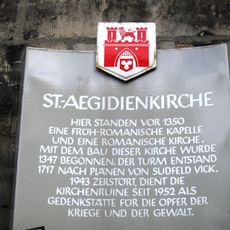 ST.-AEGIDIENKIRCHE
HIER STANDEN VOR 1350
EINE FRÜH-ROMANISCHE KAPELLE
UND EINE ROMANISCHE KIRCHE.
MIT DEM BAU DIESER KIRCHE WURDE
1347 BEGONNEN. DER TURM ENTSTAND
1717 NACH PLÄNEN VON SUDFELD VICK.
1943 ZERSTÖRT, DIENT DIE
KIRCHENRUINE SEIT 1952 ALS
GEDENKSTÄTTE FÜR DIE OPFER DER
KRIEGE UND DER GEWALT.